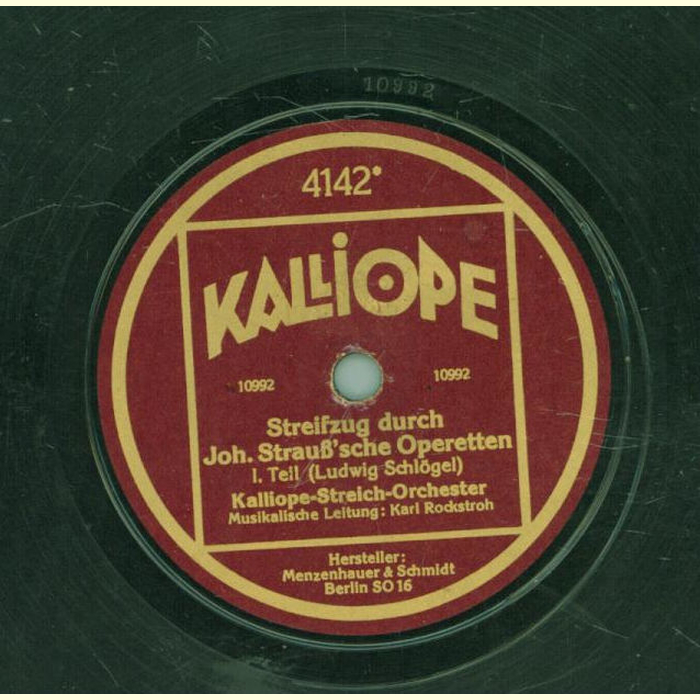 10992
4142*
KALLIOPE
10992 10992
Streifzug durch
Joh. Strauß'sche Operetten
I. Teil (Ludwig Schlögel)
Kalliope-Streich-Orchester
Musikalische Leitung: Karl Rockstroh
Hersteller:
Menzenhauer & Schmidt
Berlin SO 16